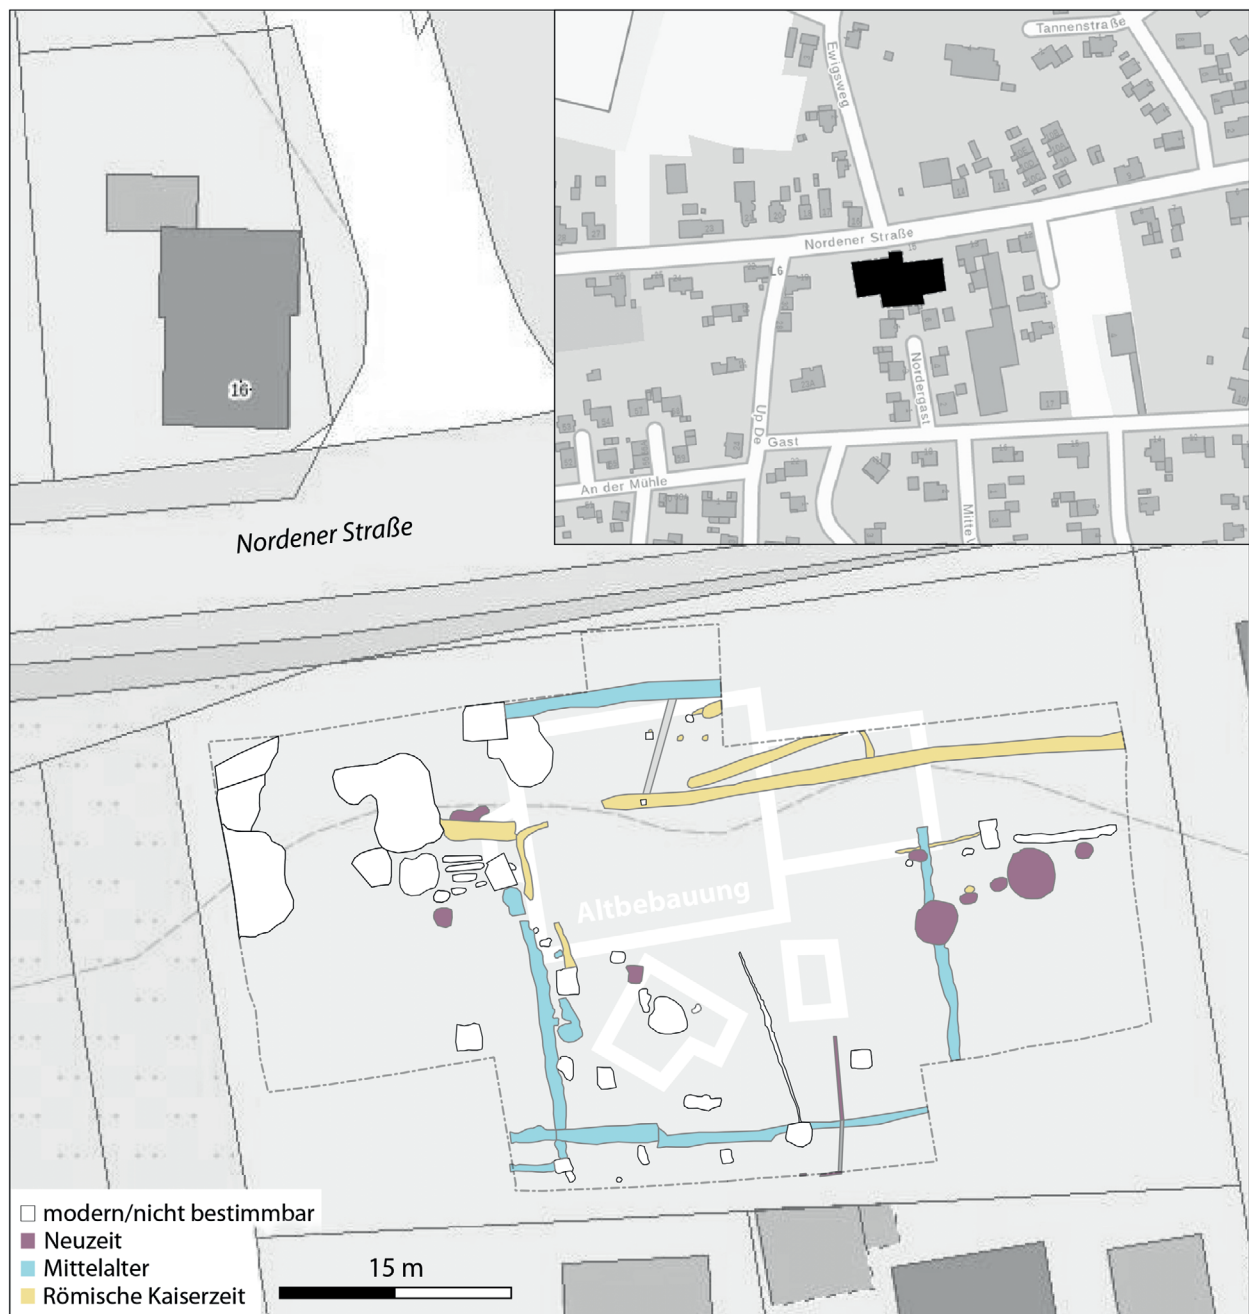 16
Nordener Straße
Tannenstraße
Ewigsweg
Nordener Straße
Up De Gast
Nordergast
An der Mühle
Altbebauung
modern/nicht bestimmbar
Neuzeit
Mittelalter
Römische Kaiserzeit
15 m